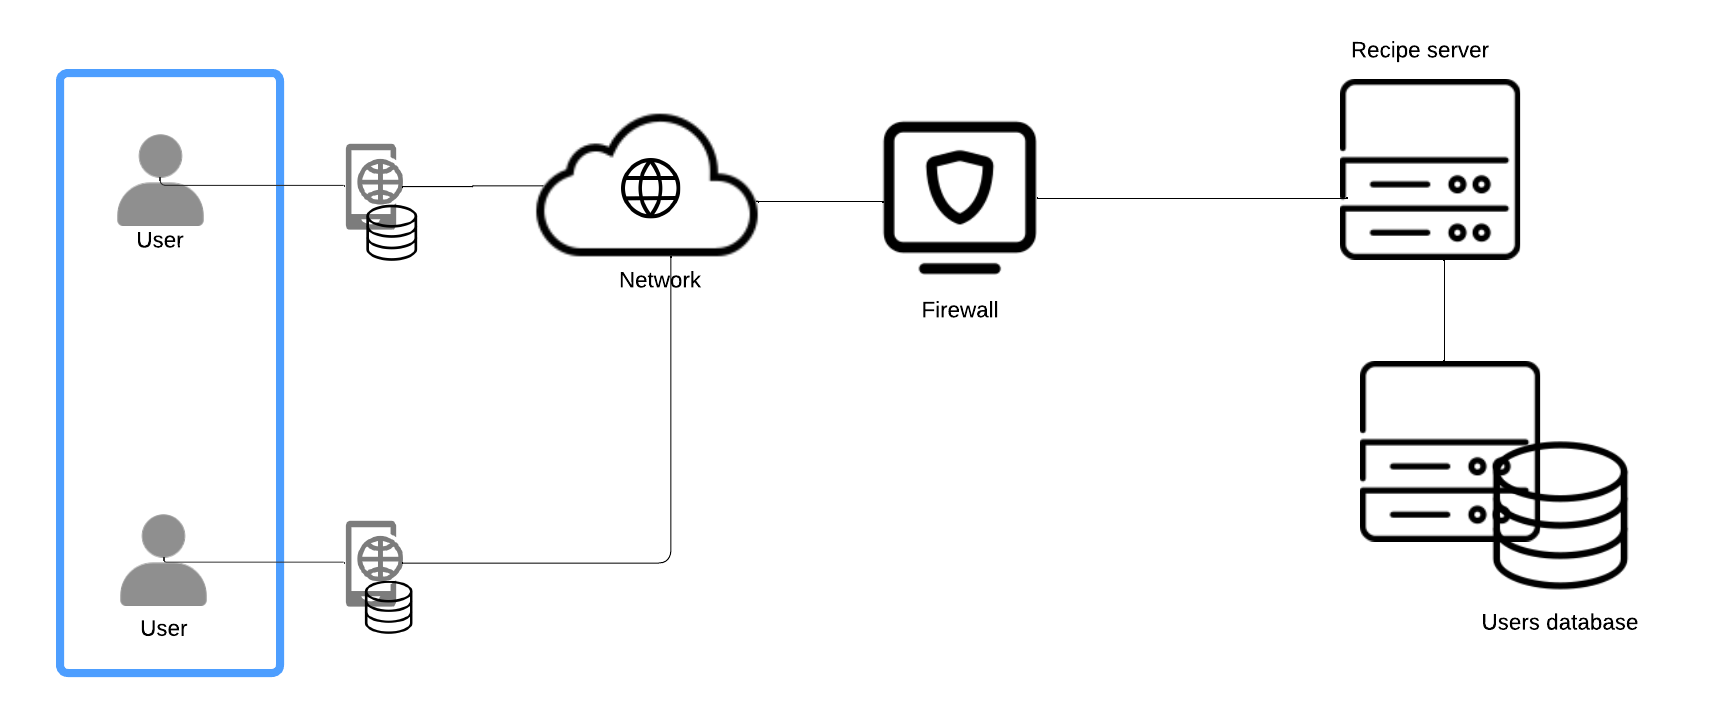 Recipe server
User
Network
Firewall
Users database
User